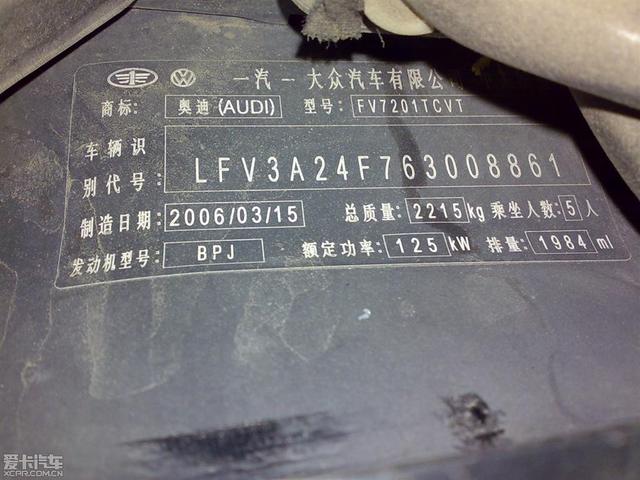 一汽－大众汽车有限公司
商标： 奥迪(AUDI) 型号： FV7201TCVT
车辆识
别代号： LFV3A24F763008861
制造日期： 2006/03/15 总质量： 2215 kg 乘坐人数： 5 人
发动机型号： BPJ 额定功率： 125 kW 排量： 1984 ml
爱卡汽车
XCAR.COM.CN